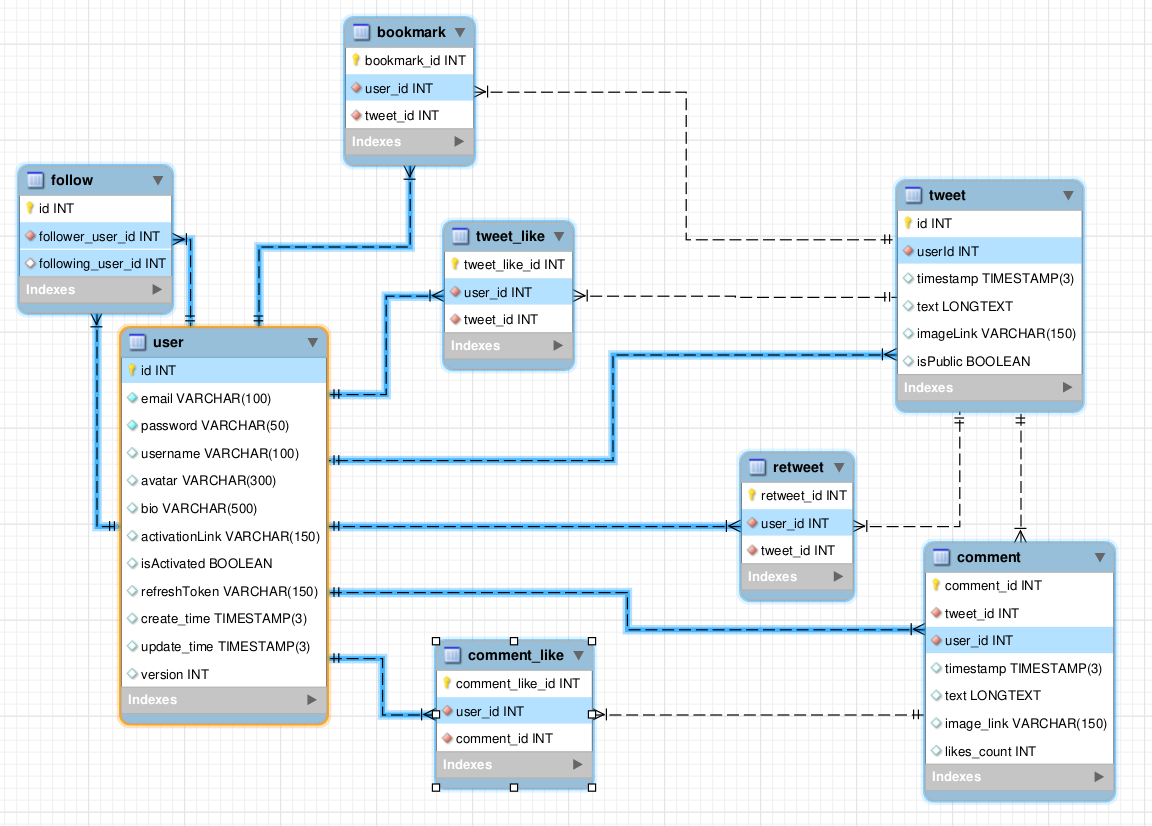 bookmark
bookmark_id INT
user_id INT
tweet_id INT
Indexes
follow
id INT
follower_user_id INT
following_user_id INT
Indexes
tweet_like
tweet_like_id INT
user_id INT
tweet_id INT
Indexes
tweet
id INT
userId INT
timestamp TIMESTAMP(3)
text LONGTEXT
imageLink VARCHAR(150)
isPublic BOOLEAN
Indexes
user
id INT
email VARCHAR(100)
password VARCHAR(50)
username VARCHAR(100)
avatar VARCHAR(300)
bio VARCHAR(500)
activationLink VARCHAR(150)
isActivated BOOLEAN
refreshToken VARCHAR(150)
create_time TIMESTAMP(3)
update_time TIMESTAMP(3)
version INT
Indexes
retweet
retweet_id INT
user_id INT
tweet_id INT
Indexes
comment
comment_id INT
tweet_id INT
user_id INT
timestamp TIMESTAMP(3)
text LONGTEXT
image_link VARCHAR(150)
likes_count INT
Indexes
comment_like
comment_like_id INT
user_id INT
comment_id INT
Indexes